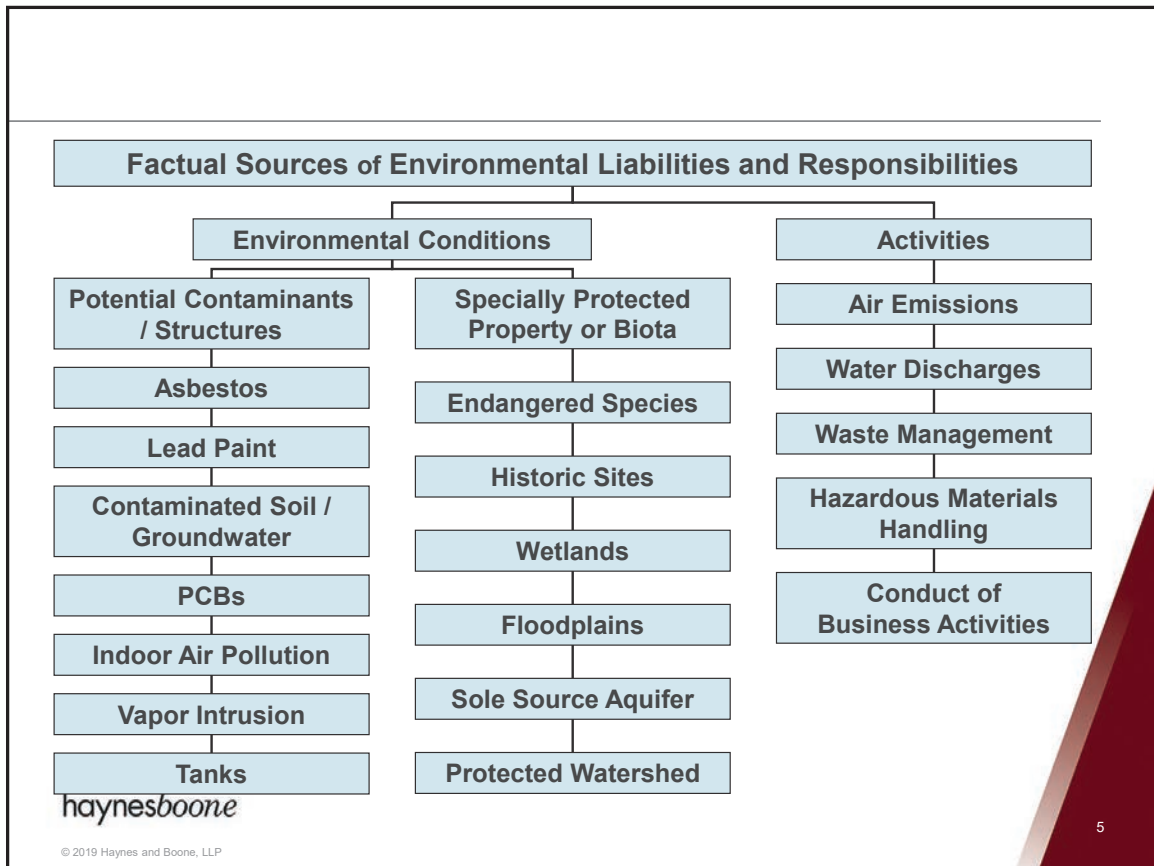 Factual Sources of Environmental Liabilities and Responsibilities
Environmental Conditions
Potential Contaminants
/ Structures
Asbestos
Lead Paint
Contaminated Soil /
Groundwater
PCBs
Indoor Air Pollution
Vapor Intrusion
Tanks
Specially Protected
Property or Biota
Endangered Species
Historic Sites
Wetlands
Floodplains
Sole Source Aquifer
Protected Watershed
Activities
Air Emissions
Water Discharges
Waste Management
Hazardous Materials
Handling
Conduct of
Business Activities
haynesboone
© 2019 Haynes and Boone, LLP
5